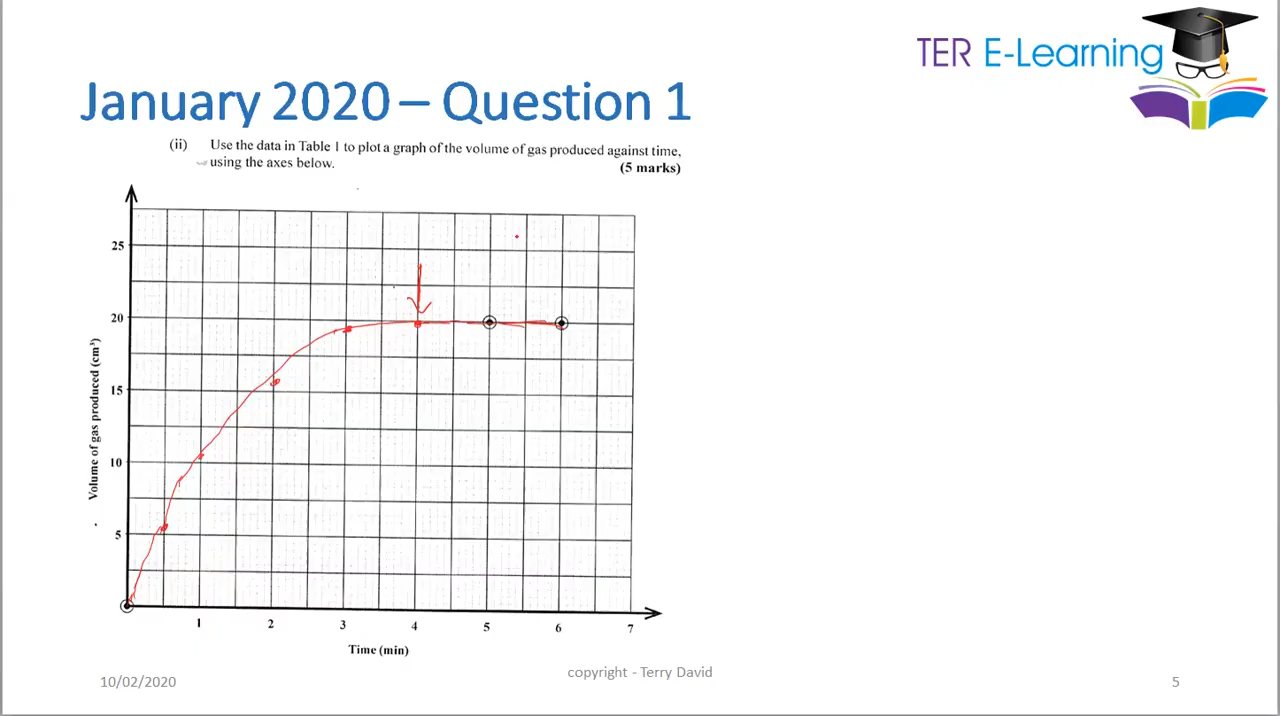 TER E-Learning
January 2020 – Question 1
(ii) Use the data in Table 1 to plot a graph of the volume of gas produced against time,
using the axes below.
(5 marks)
25
20
15
10
5
Volume of gas produced (cm³)
1 2 3 4 5 6 7
Time (min)
10/02/2020
copyright - Terry David
5